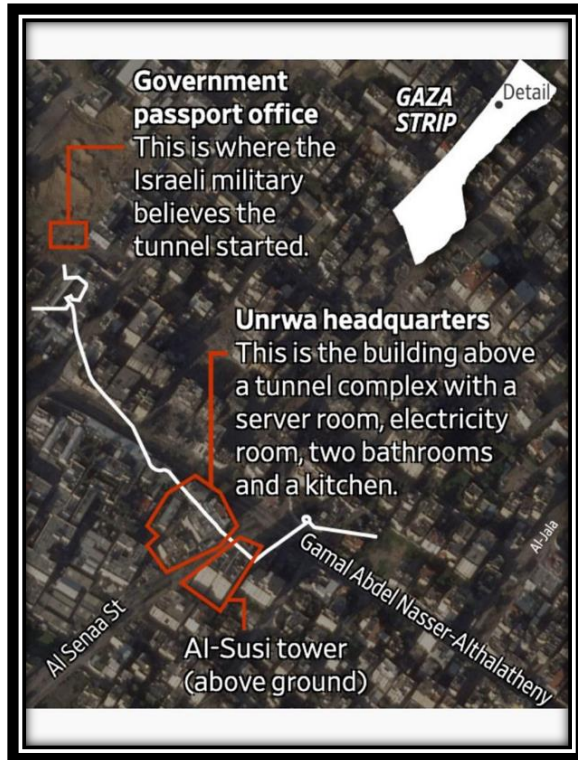 Government
passport office
This is where the
Israeli military
believes the
tunnel started.
GAZA
STRIP
Detail
Unrwa headquarters
This is the building above
a tunnel complex with a
server room, electricity
room, two bathrooms
and a kitchen.
Al-Jala
Gamal Abdel Nasser-Althalatheny
Al Senaa St
Al-Susi tower
(above ground)